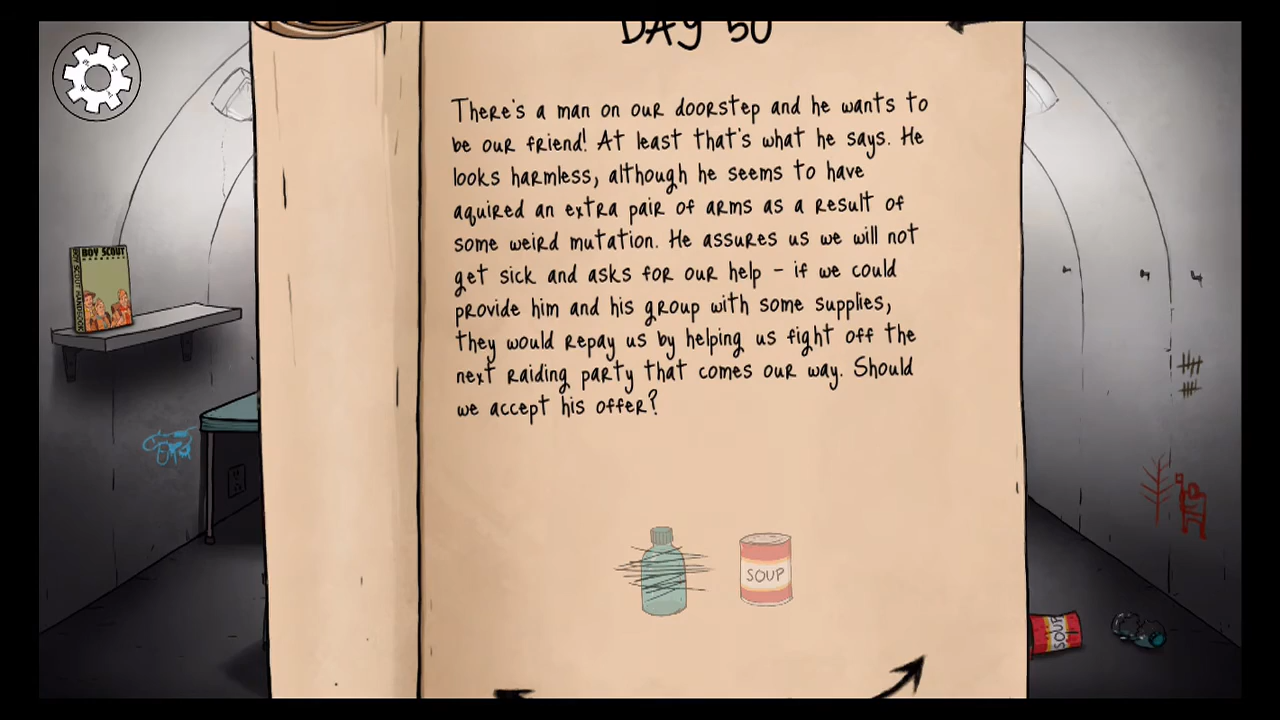 DAY 50
There's a man on our doorstep and he wants to
be our friend! At least that's what he says. He
looks harmless, although he seems to have
aquired an extra pair of arms as a result of
some weird mutation. He assures us we will not
get sick and asks for our help - if we could
provide him and his group with some supplies,
they would repay us by helping us fight off the
next raiding party that comes our way. Should
we accept his offer?
BOY SCOUT
BOY SCOUT HANDBOOK
SOUP
SOUP